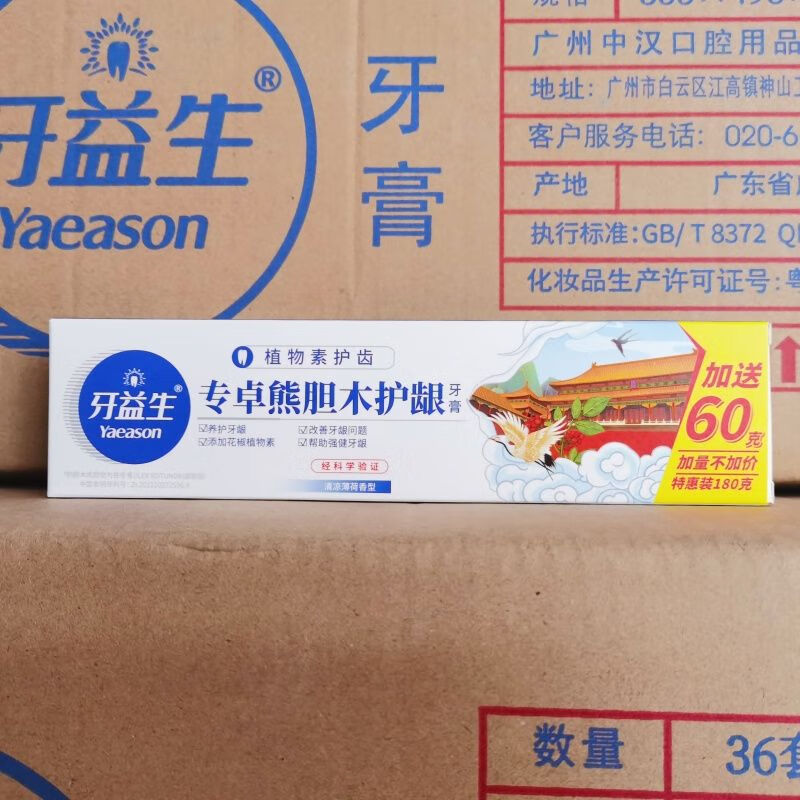 牙益生®
Yaeason
牙膏
规格
广州中汉口腔用品
地址：广州市白云区江高镇神山工
客户服务电话：020-6
产地 广东省
执行标准：GB/T 8372
化妆品生产许可证号：粤
牙益生®
Yaeason
植物素护齿
专卓熊胆木护龈牙膏
☑养护牙龈 ☑改善牙龈问题
☑添加花椒植物素 ☑帮助强健牙龈
经科学验证
清凉薄荷香型
加送
60克
加量不加价
特惠装180克
数量 36套